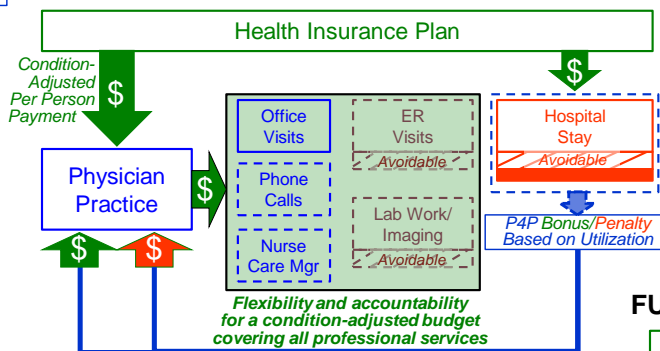 Health Insurance Plan
Condition-
Adjusted
Per Person
Payment
$
$
Office
Visits
ER
Visits
Avoidable
Hospital
Stay
Avoidable
Physician
Practice
$
Phone
Calls
Lab Work/
Imaging
Avoidable
Nurse
Care Mgr
P4P Bonus/Penalty
Based on Utilization
$
$
Flexibility and accountability
for a condition-adjusted budget
covering all professional services
FU